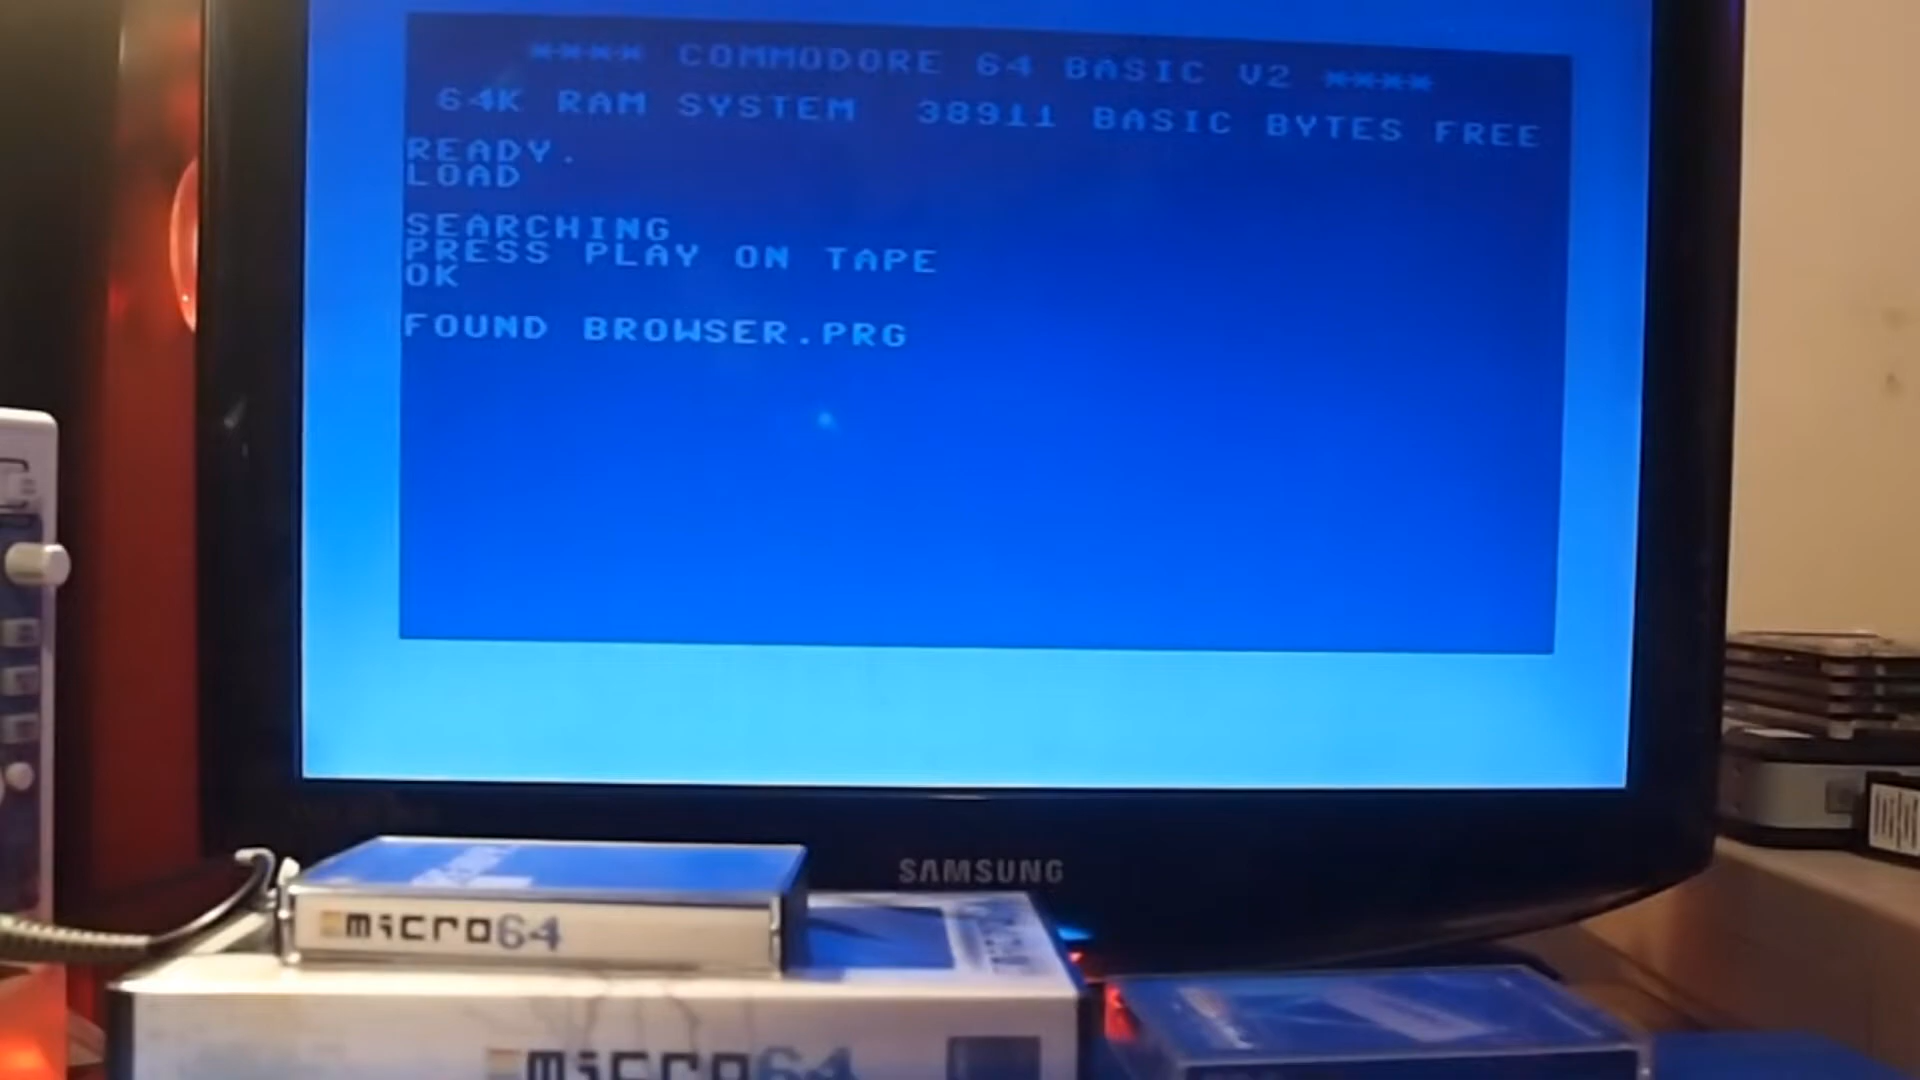 **** COMMODORE 64 BASIC V2 ****
64K RAM SYSTEM 38911 BASIC BYTES FREE
READY.
LOAD
SEARCHING
PRESS PLAY ON TAPE
OK
FOUND BROWSER.PRG
SAMSUNG
micro64
micro64